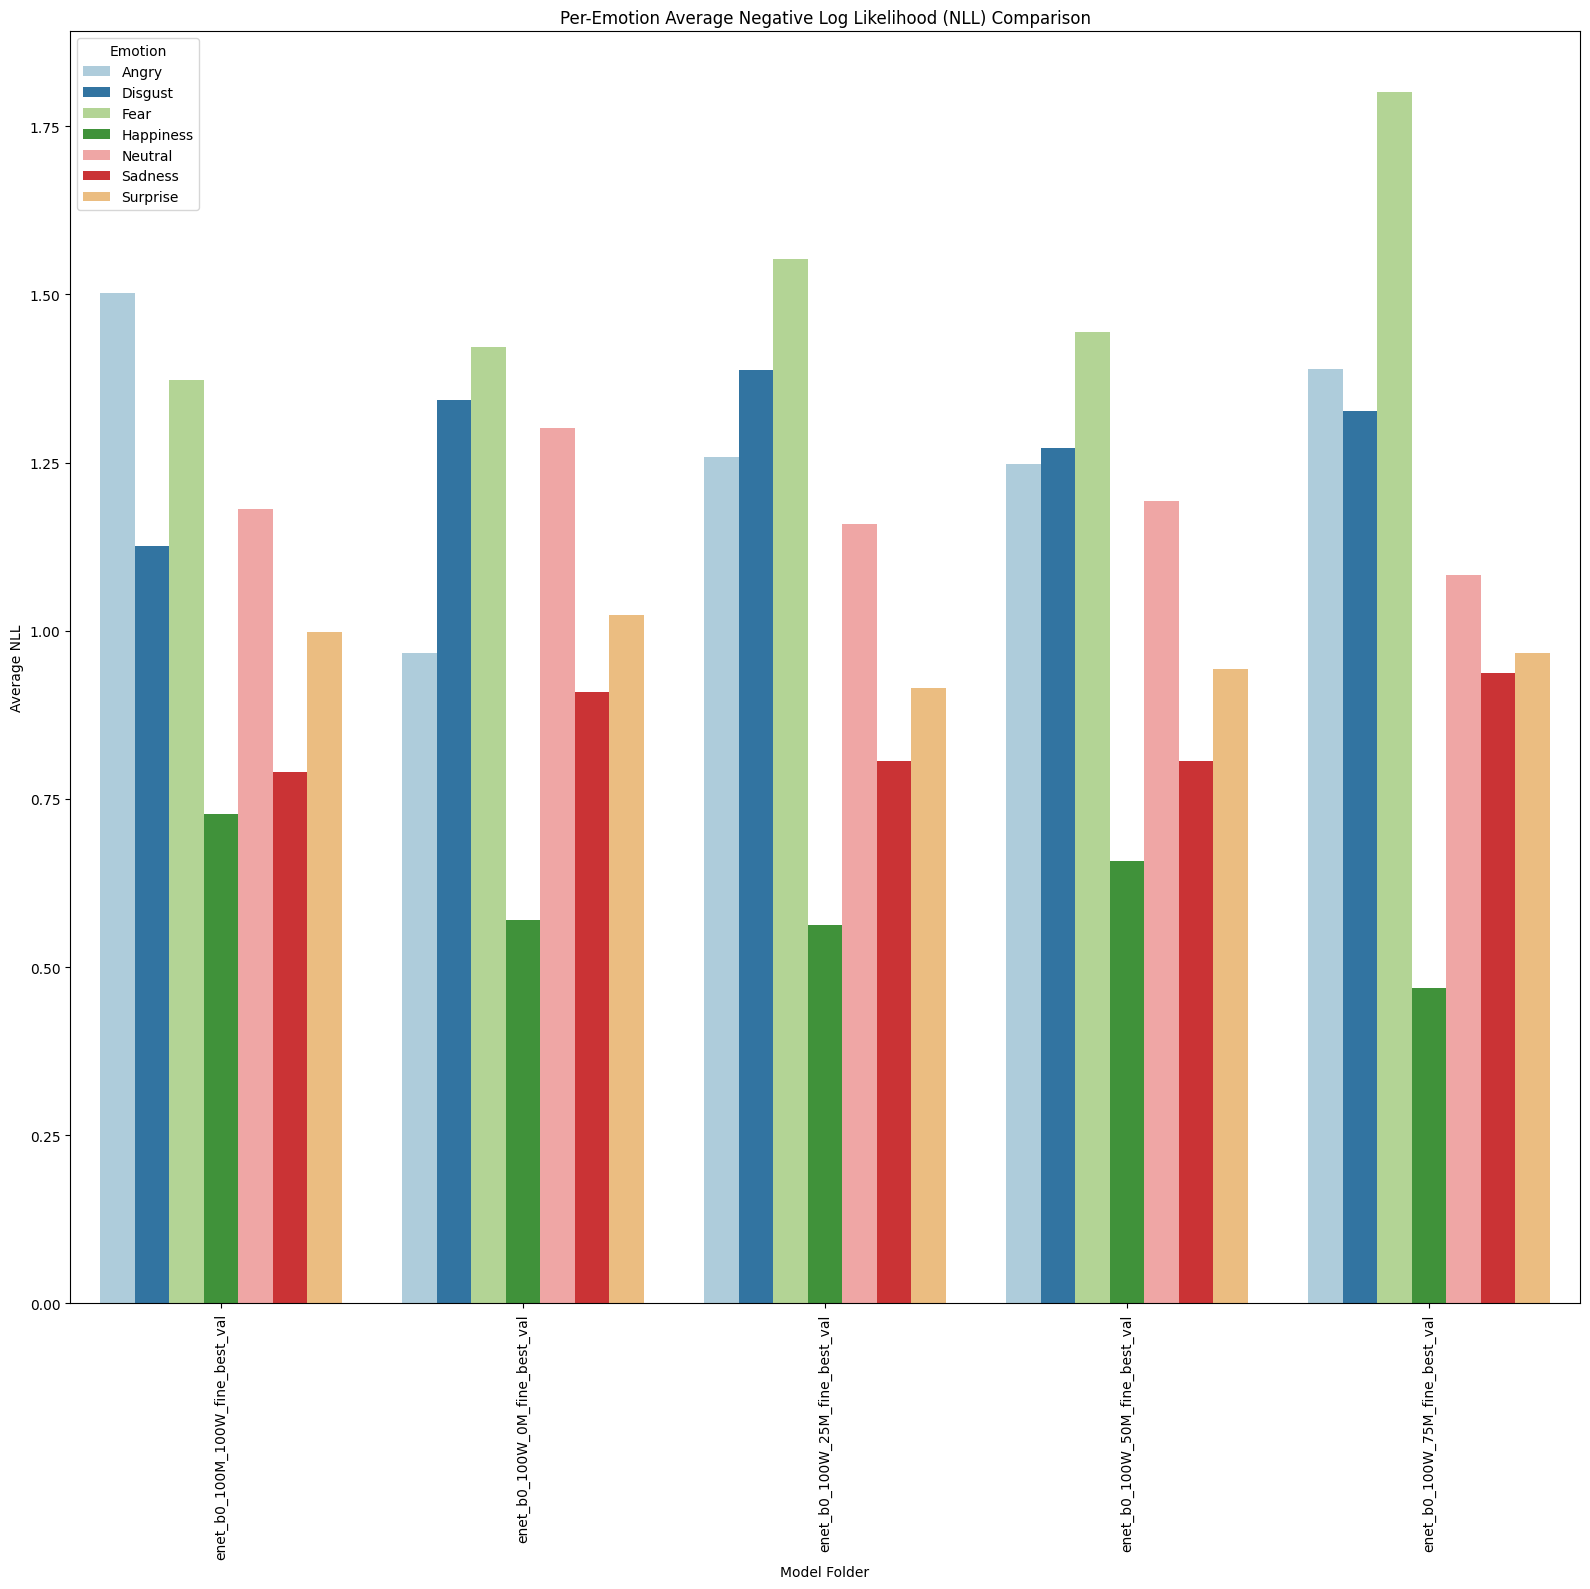 Per-Emotion Average Negative Log Likelihood (NLL) Comparison
Emotion
Angry
Disgust
Fear
Happiness
Neutral
Sadness
Surprise
1.75
1.50
1.25
1.00
0.75
0.50
0.25
0.00
Average NLL
enet_b0_100M_100W_fine_best_val
enet_b0_100W_0M_fine_best_val
enet_b0_100W_25M_fine_best_val
enet_b0_100W_50M_fine_best_val
enet_b0_100W_75M_fine_best_val
Model Folder